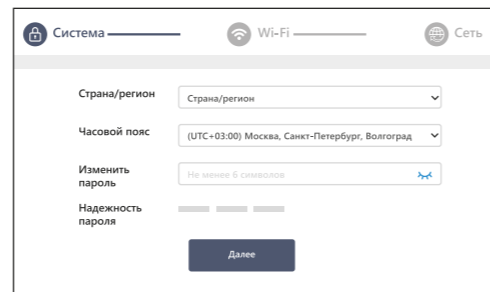 Система
Wi-Fi
Сеть
Страна/регион
Страна/регион
Часовой пояс
(UTC+03:00) Москва, Санкт-Петербург, Волгоград
Изменить
пароль
Не менее 6 символов
Надежность
пароля
Далее